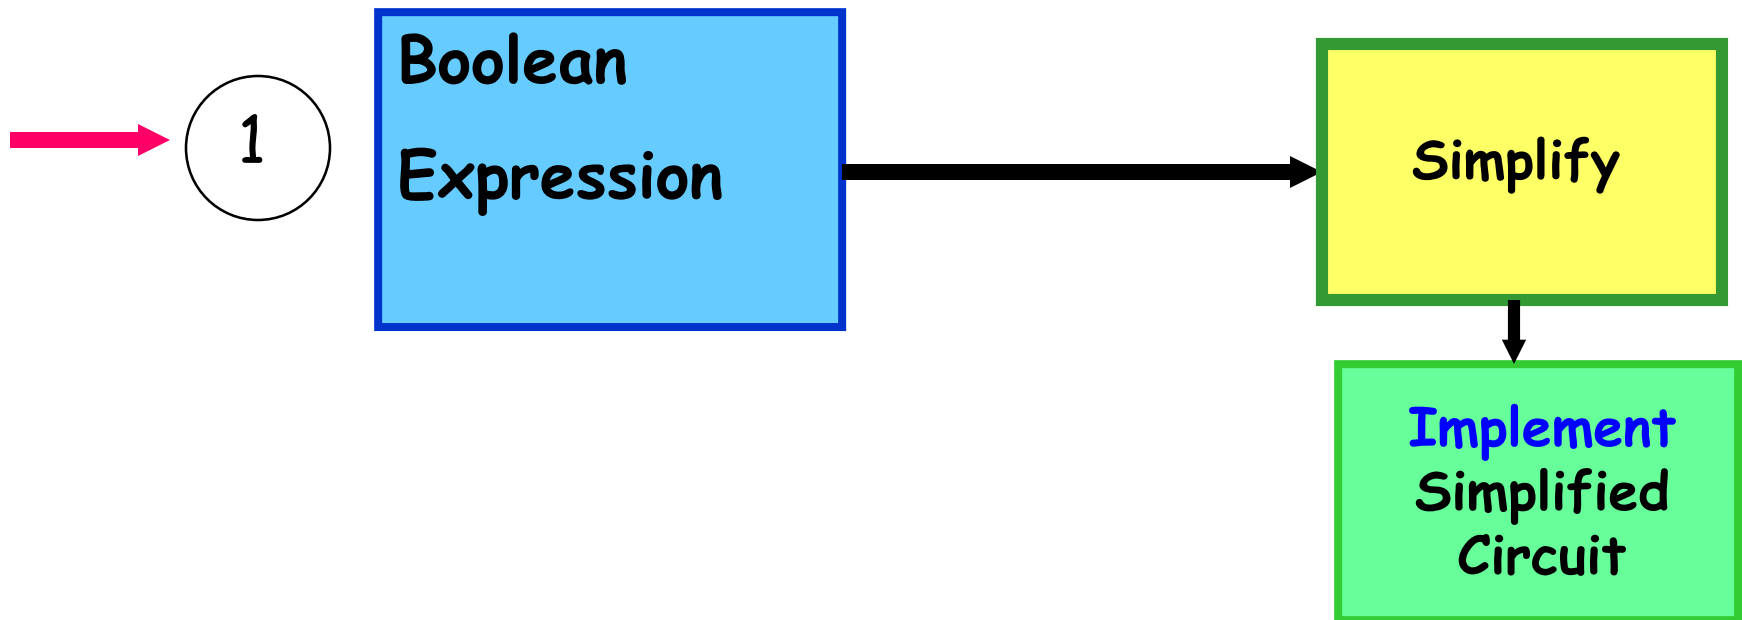 1
Boolean
Expression
Simplify
Implement
Simplified
Circuit